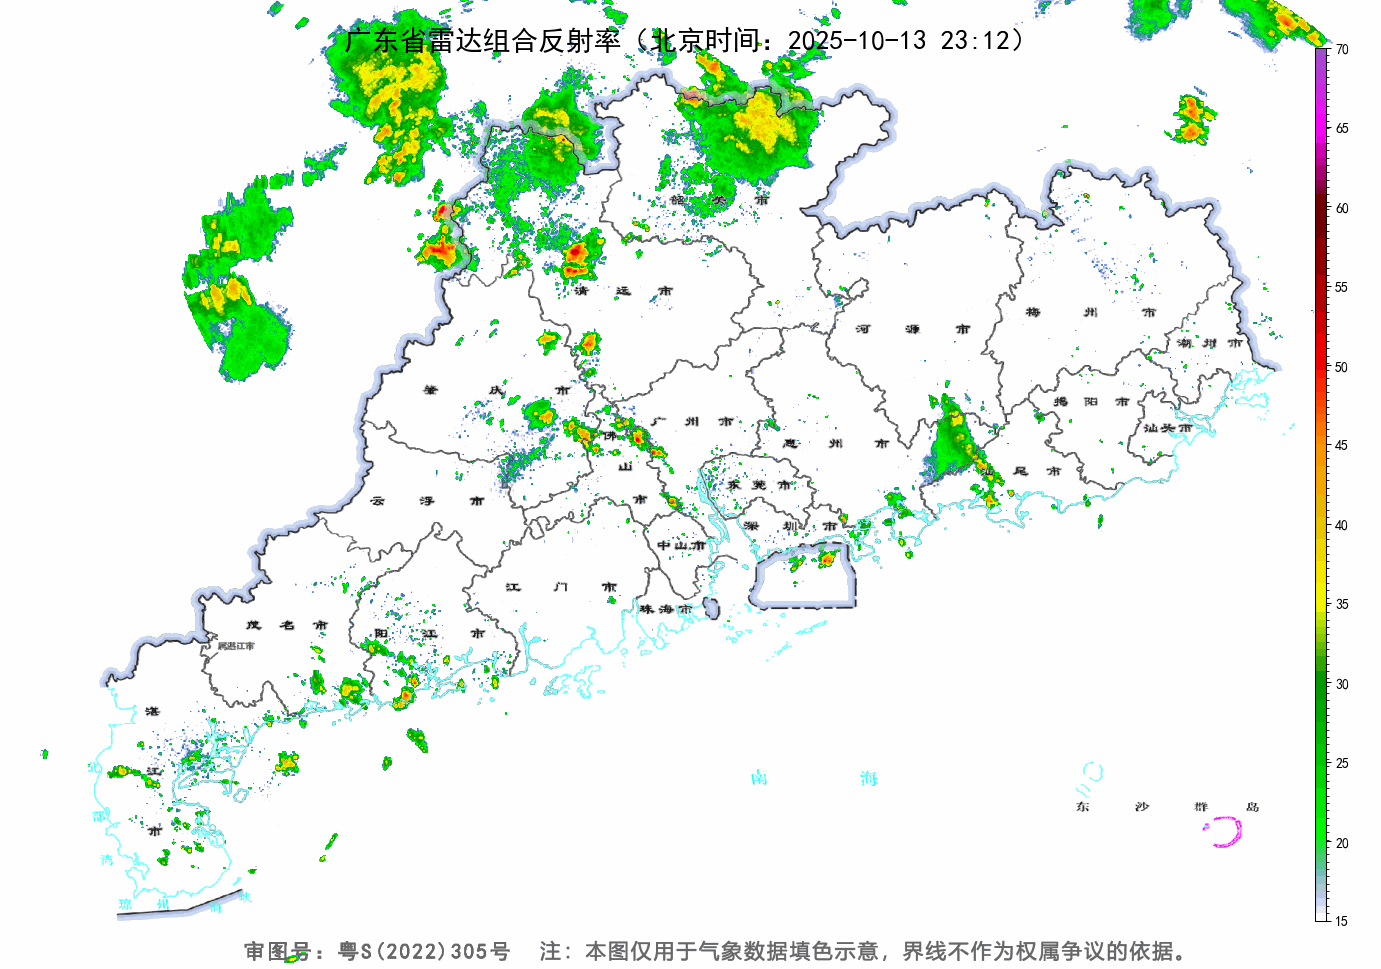 广东省雷达组合反射率（北京时间：2025-10-13 23:12）
70
65
60
55
50
45
40
35
30
25
20
15
韶关市
清远市
河源市
梅州市
潮州市
肇庆市
广州市
揭阳市
汕头市
佛山市
惠州市
汕尾市
云浮市
东莞市
深圳市
中山市
江门市
珠海市
茂名市
阳江市
属湛江市
湛江市
北部湾
南海
东沙群岛
琼州海峡
审图号：粤S(2022)305号 注：本图仅用于气象数据填色示意，界线不作为权属争议的依据。